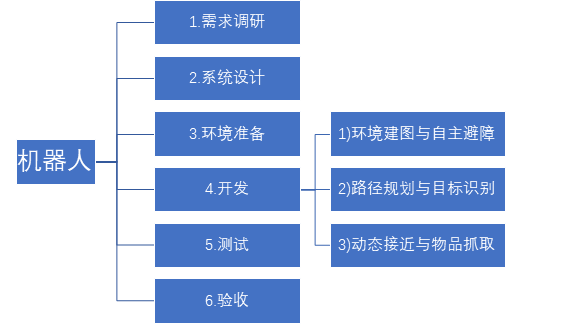 机器人
1.需求调研
2.系统设计
3.环境准备
4.开发
1)环境建图与自主避障
2)路径规划与目标识别
3)动态接近与物品抓取
5.测试
6.验收